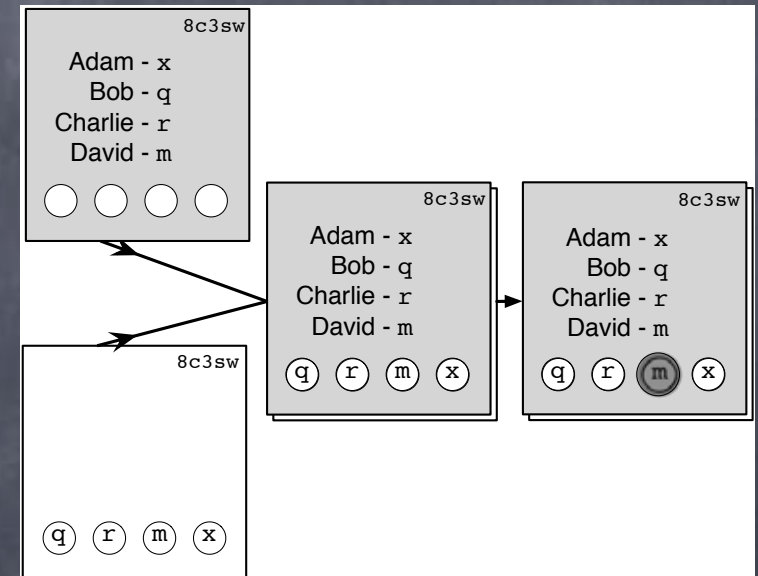 8c3sw
Adam - x
Bob - q
Charlie - r
David - m
8c3sw
q r m x
8c3sw
Adam - x
Bob - q
Charlie - r
David - m
q r m x
8c3sw
Adam - x
Bob - q
Charlie - r
David - m
q r m x